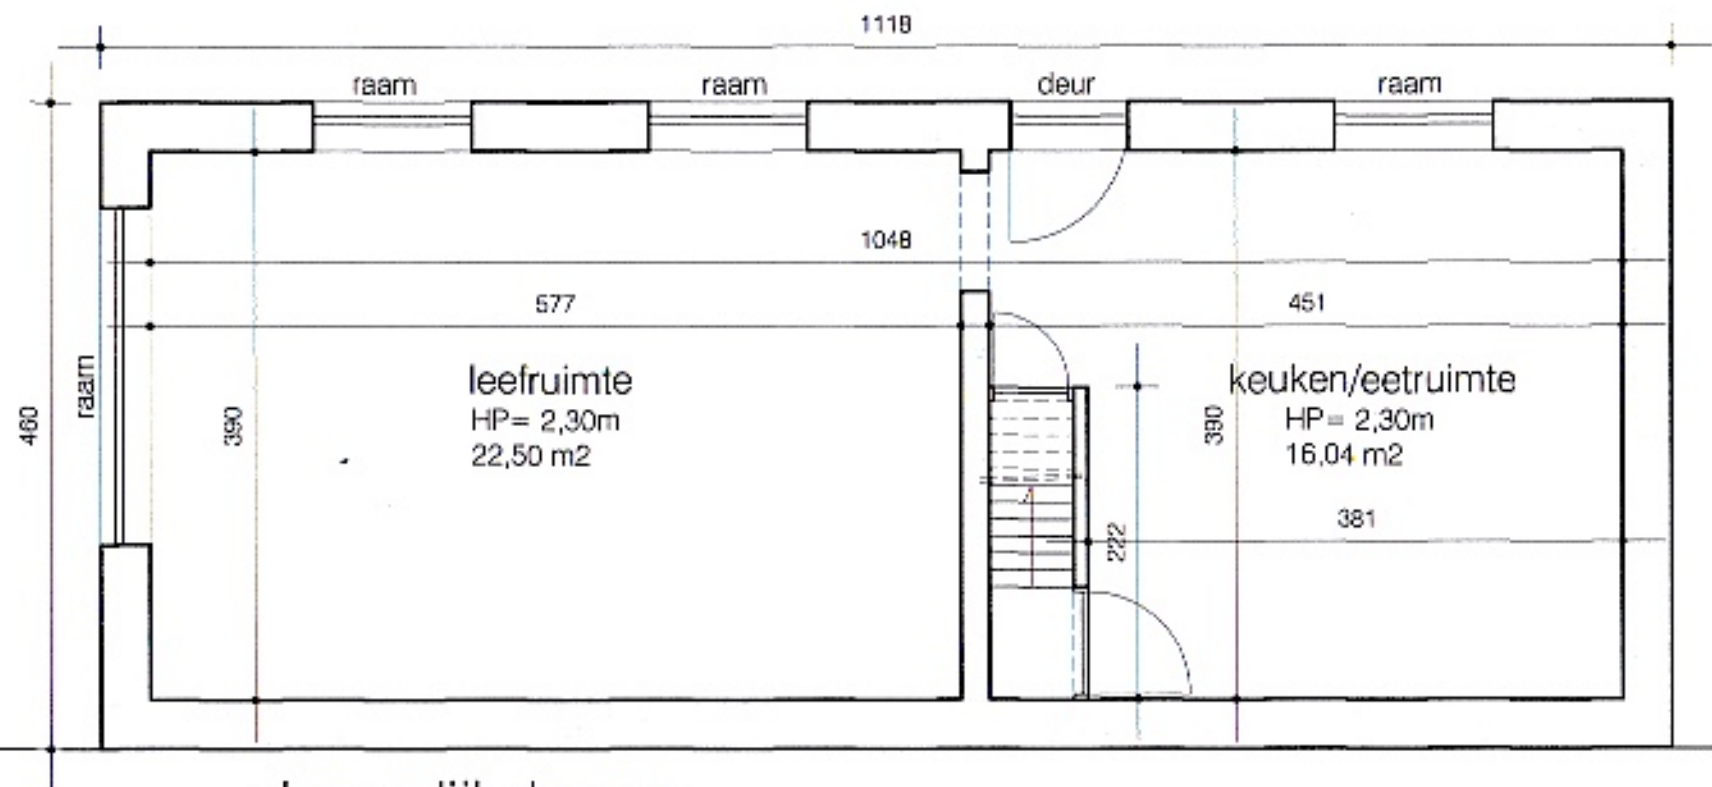 1118
raam
raam
deur
raam
1048
577
451
leefruimte
HP= 2,30m
22,50 m2
keuken/eetruimte
HP= 2,30m
16,04 m2
raam
460
390
390
381
222